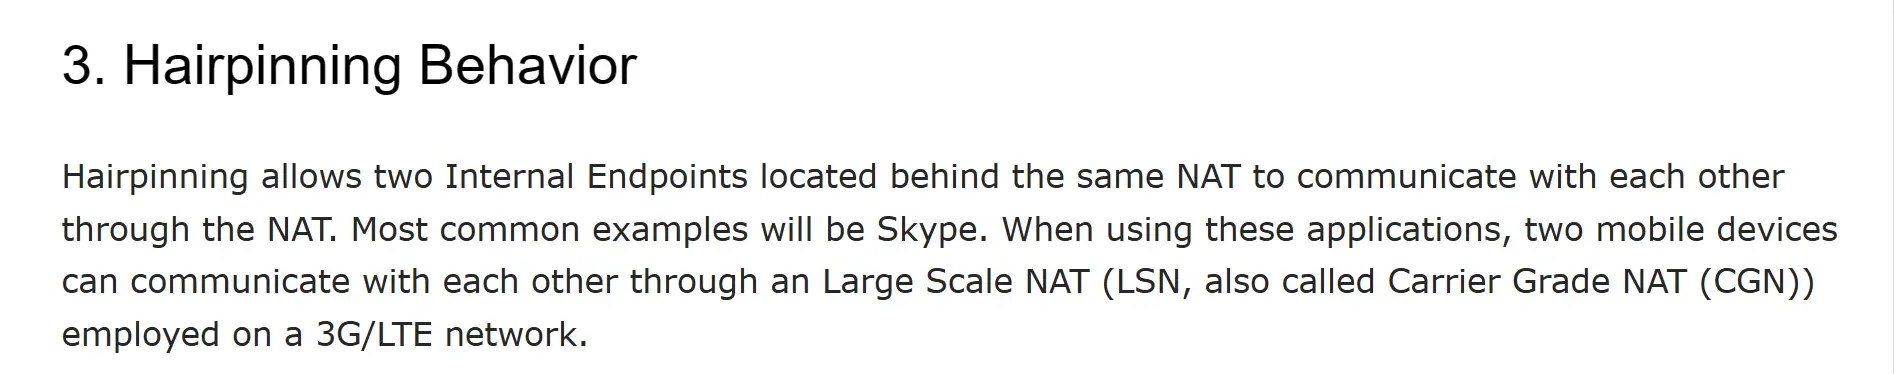 3. Hairpinning Behavior
Hairpinning allows two Internal Endpoints located behind the same NAT to communicate with each other
through the NAT. Most common examples will be Skype. When using these applications, two mobile devices
can communicate with each other through an Large Scale NAT (LSN, also called Carrier Grade NAT (CGN))
employed on a 3G/LTE network.